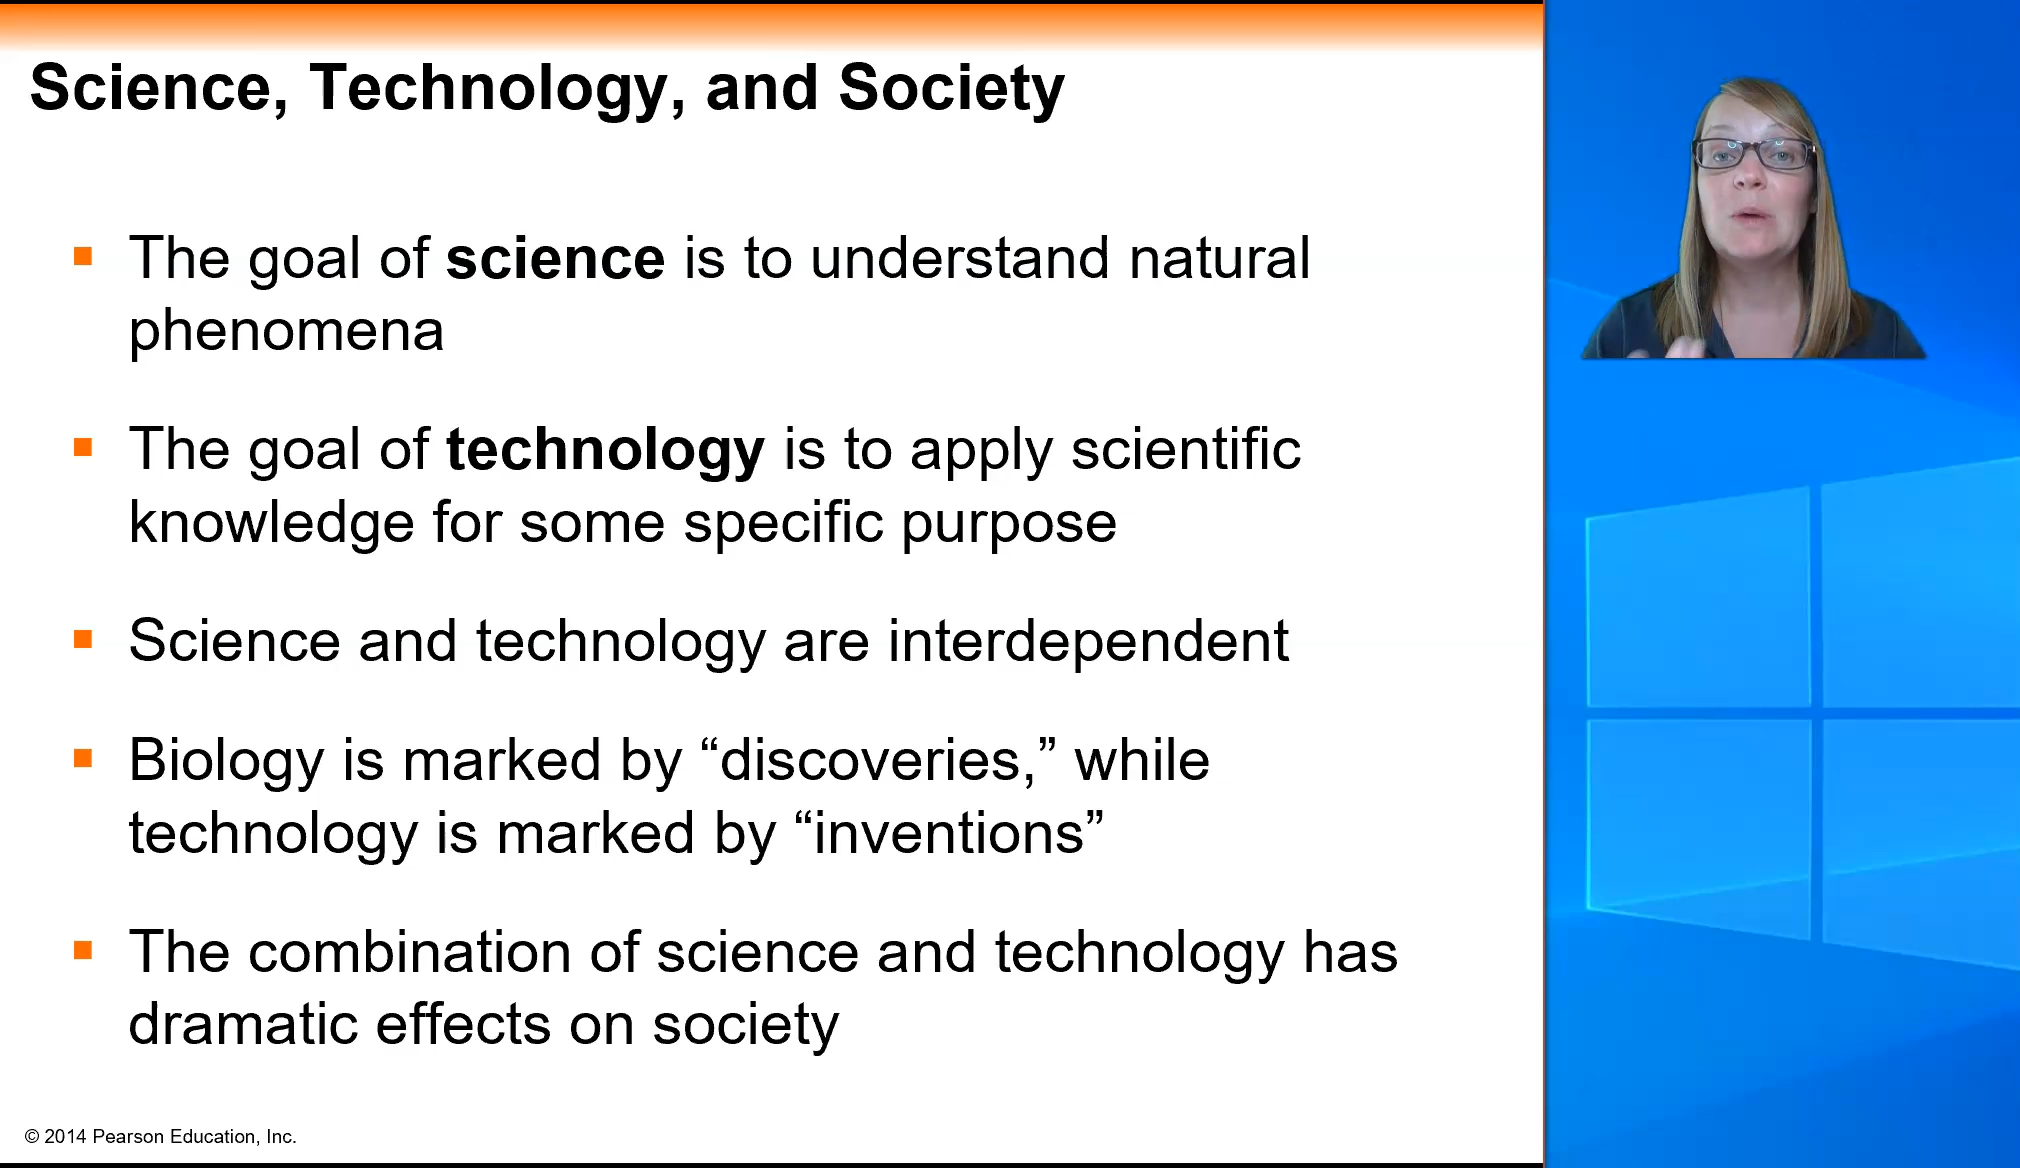 Science, Technology, and Society
The goal of science is to understand natural
phenomena
The goal of technology is to apply scientific
knowledge for some specific purpose
Science and technology are interdependent
Biology is marked by “discoveries,” while
technology is marked by “inventions”
The combination of science and technology has
dramatic effects on society
© 2014 Pearson Education, Inc.